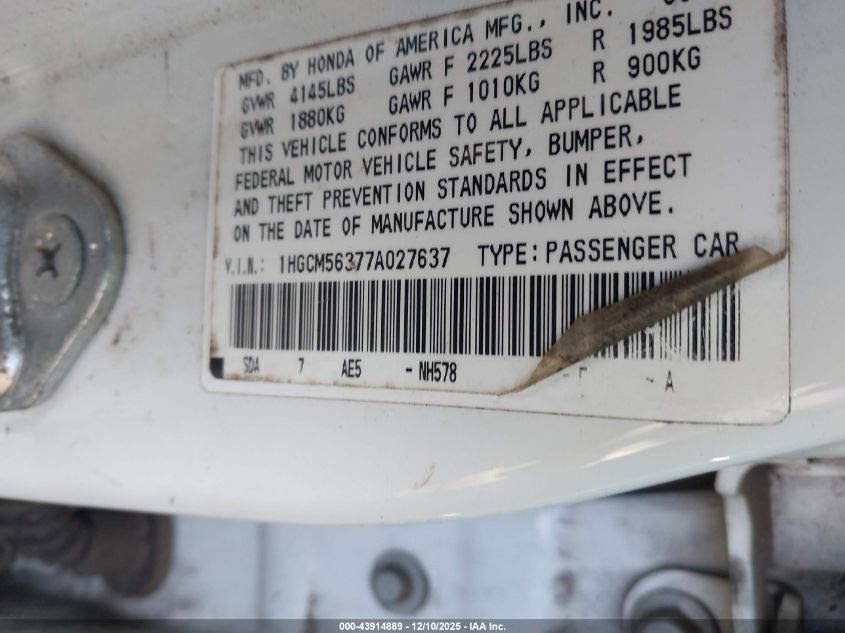 MFD. BY HONDA OF AMERICA MFG., INC.
GVWR 4145LBS GAWR F 2225LBS R 1985LBS
GVWR 1880KG GAWR F 1010KG R 900KG
THIS VEHICLE CONFORMS TO ALL APPLICABLE
FEDERAL MOTOR VEHICLE SAFETY, BUMPER,
AND THEFT PREVENTION STANDARDS IN EFFECT
ON THE DATE OF MANUFACTURE SHOWN ABOVE.
V.I.N.: 1HGCM56377A027637 TYPE:PASSENGER CAR
SDA 7 AE5 -NH578 -A
000-43914889 - 12/10/2025 - IAA Inc.